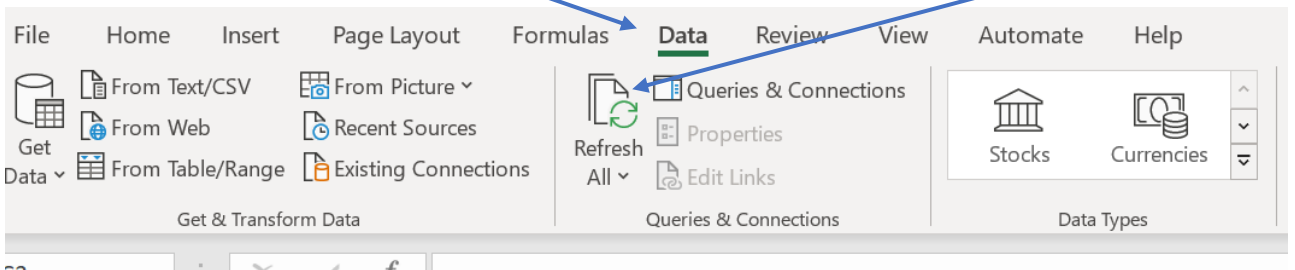 File Home Insert Page Layout Formulas Data Review View Automate Help
From Text/CSV From Picture Queries & Connections
From Web Recent Sources Properties
Get Data From Table/Range Existing Connections Refresh All Edit Links Stocks Currencies
Get & Transform Data Queries & Connections Data Types